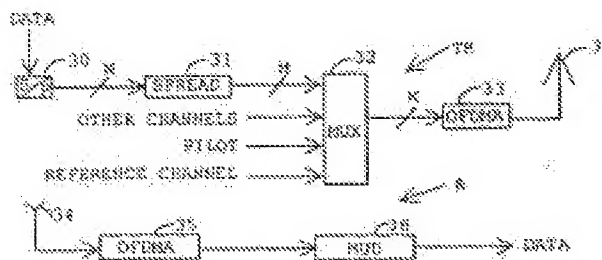 DATA
30
N
31
SPREAD
M
32
TM
3
OTHER CHANNELS
MUX
33
OFDMA
PILOT
REFERENCE CHANNEL
R
34
35
OFDMA
36
MUD
DATA